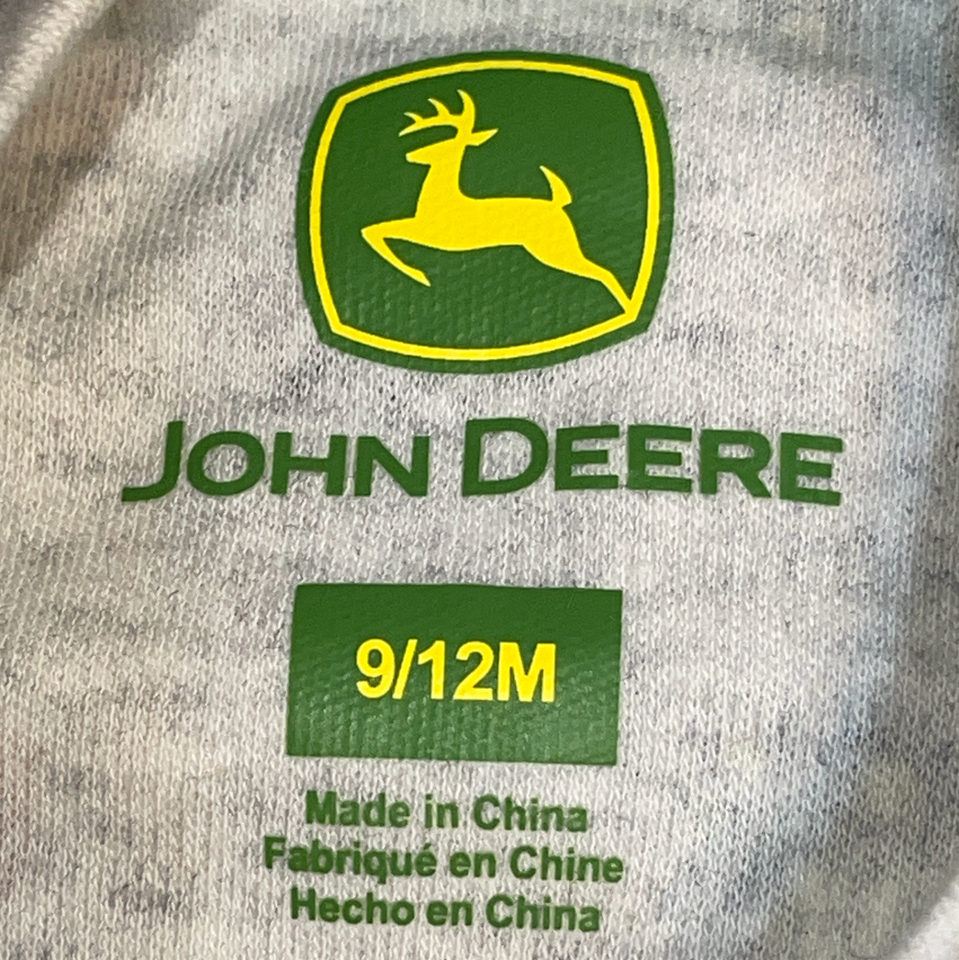 JOHN DEERE
9/12M
Made in China
Fabriqué en Chine
Hecho en China